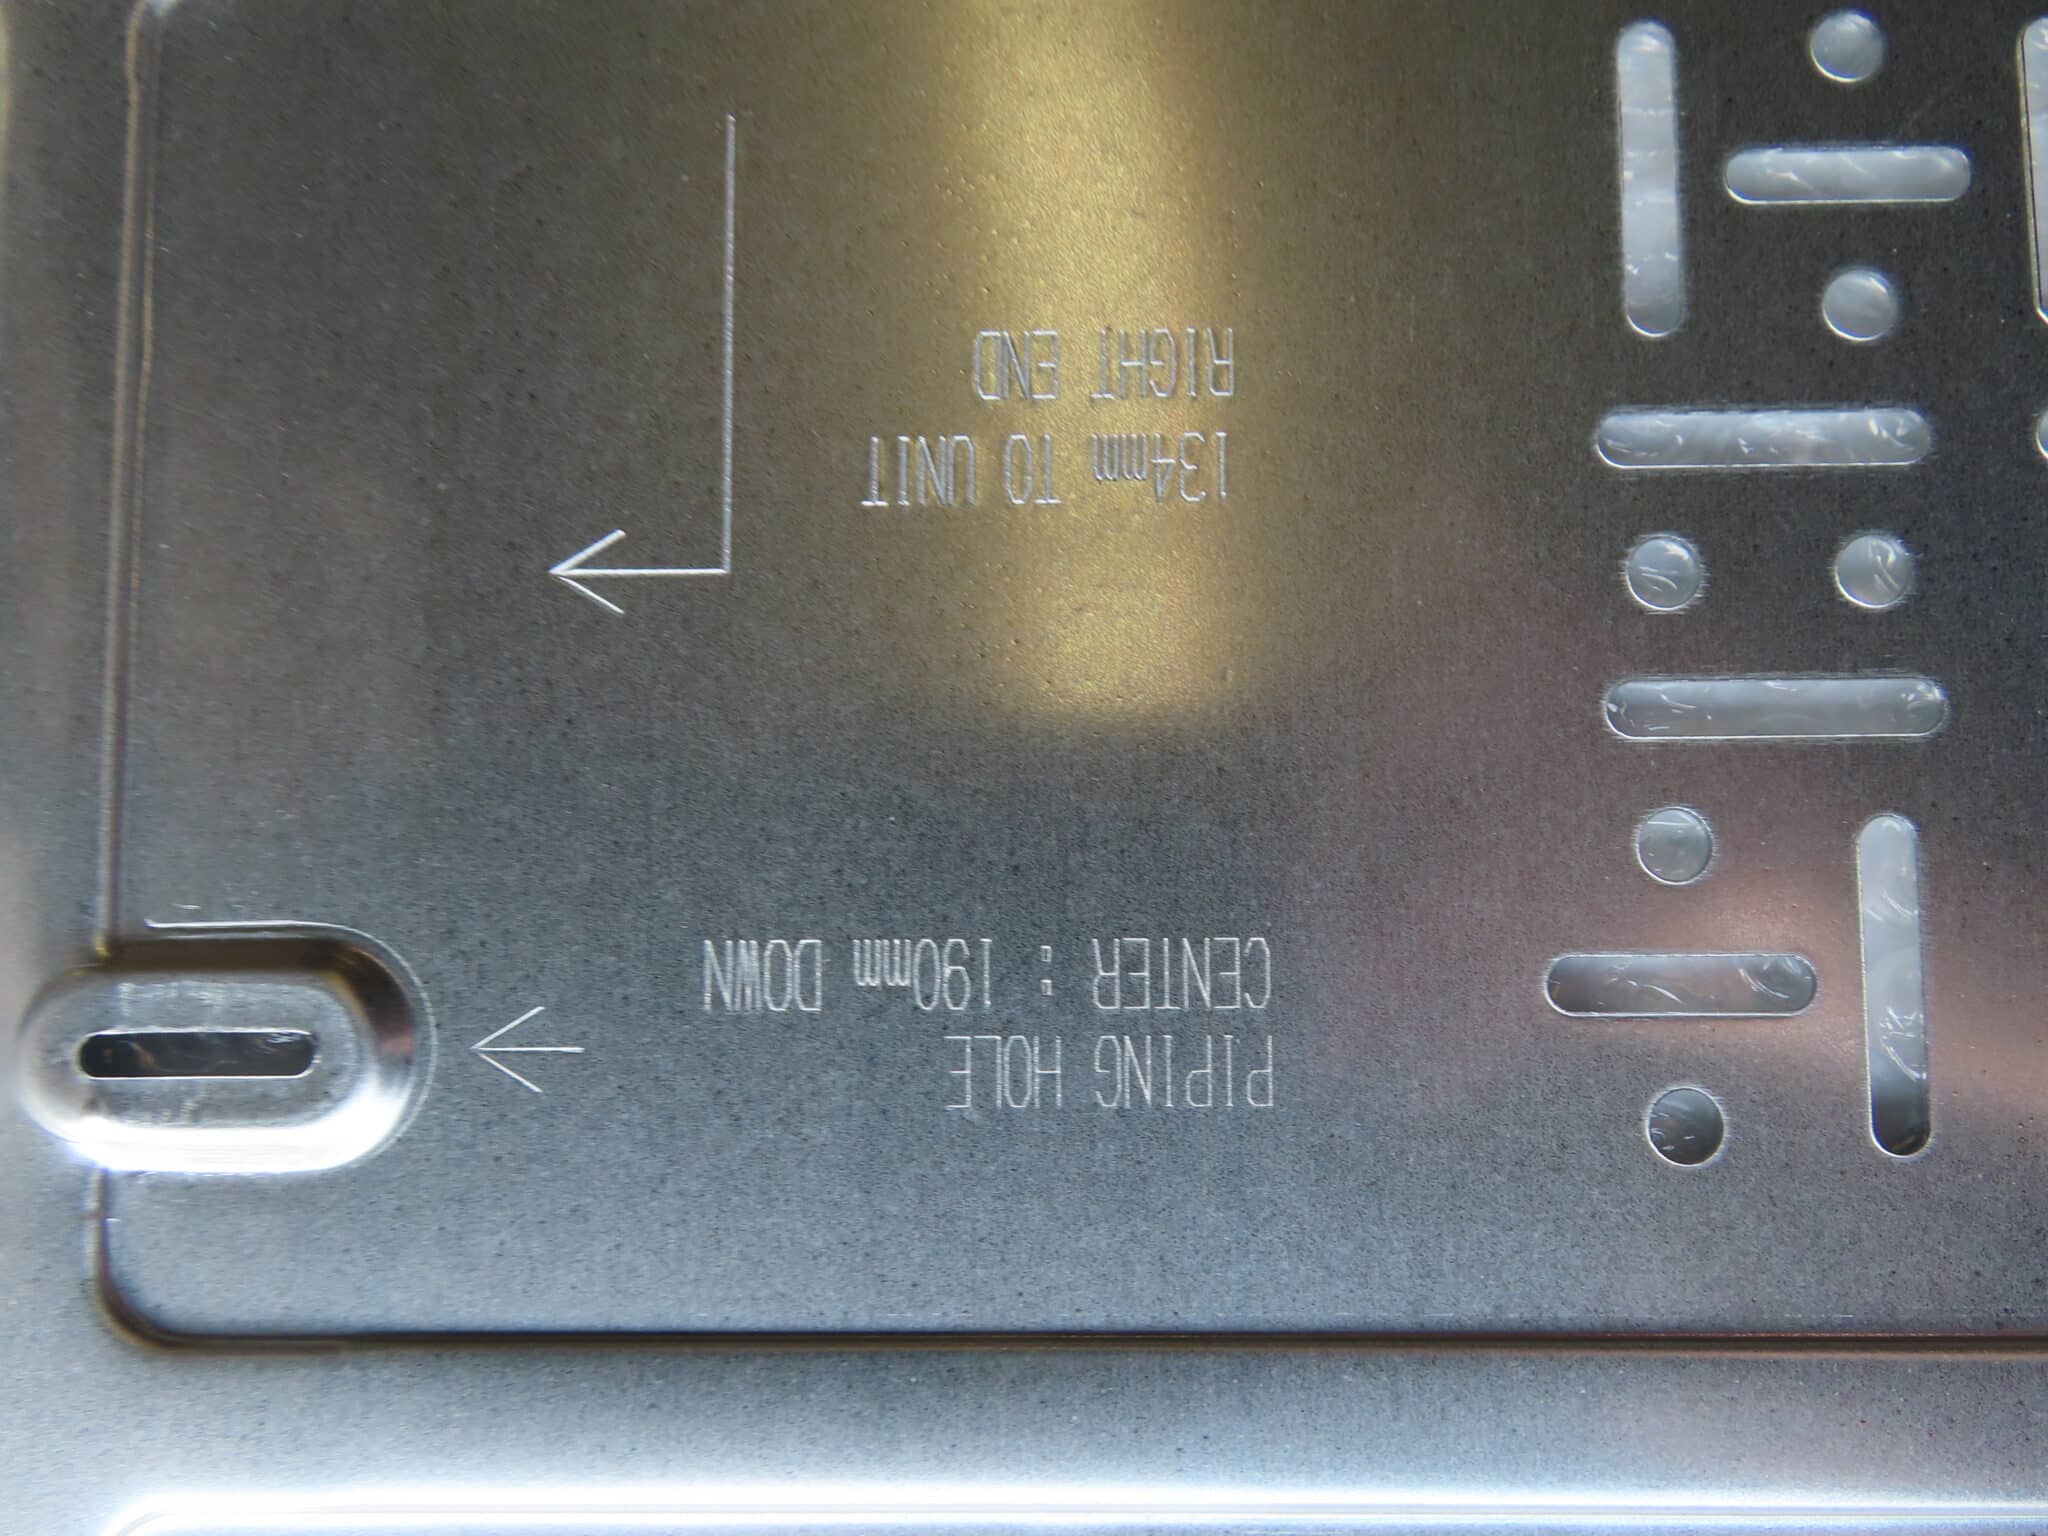 PIPING HOLE
CENTER : 190mm DOWN
134mm TO UNIT
RIGHT END